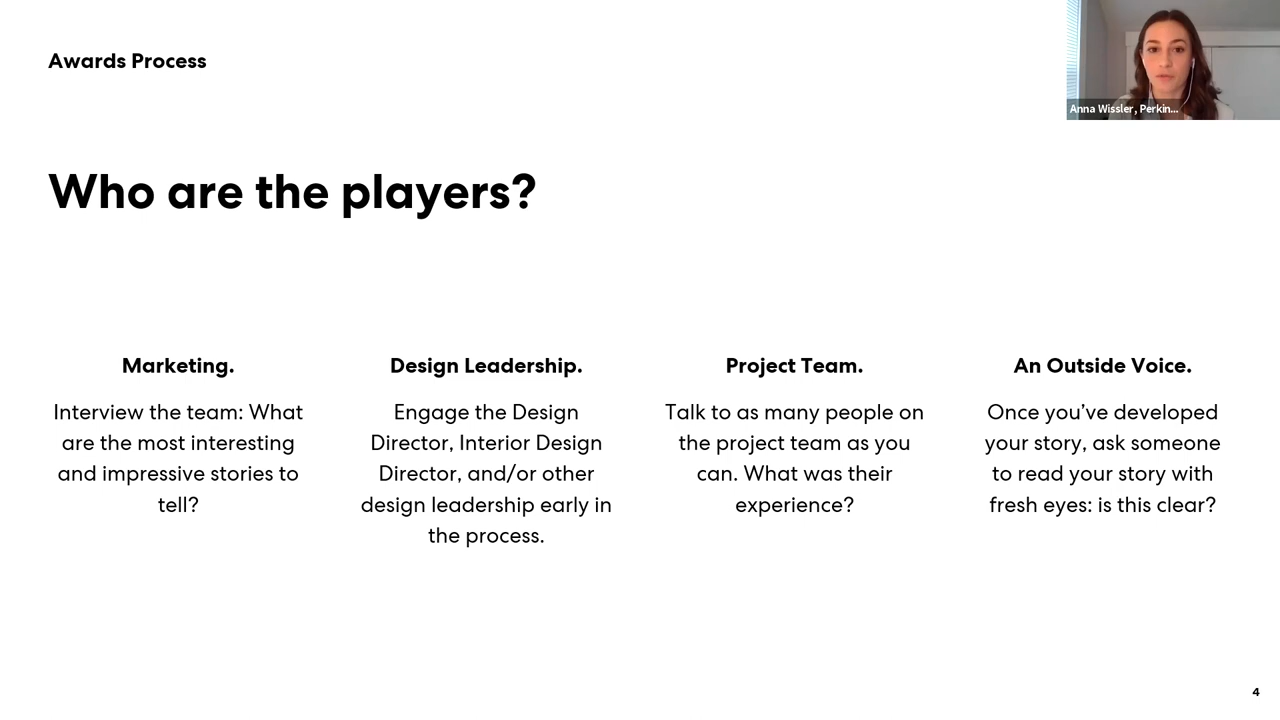 Awards Process
Anna Wissler, Perkin...
Who are the players?
Marketing.
Interview the team: What
are the most interesting
and impressive stories to
tell?
Design Leadership.
Engage the Design
Director, Interior Design
Director, and/or other
design leadership early in
the process.
Project Team.
Talk to as many people on
the project team as you
can. What was their
experience?
An Outside Voice.
Once you’ve developed
your story, ask someone
to read your story with
fresh eyes: is this clear?
4